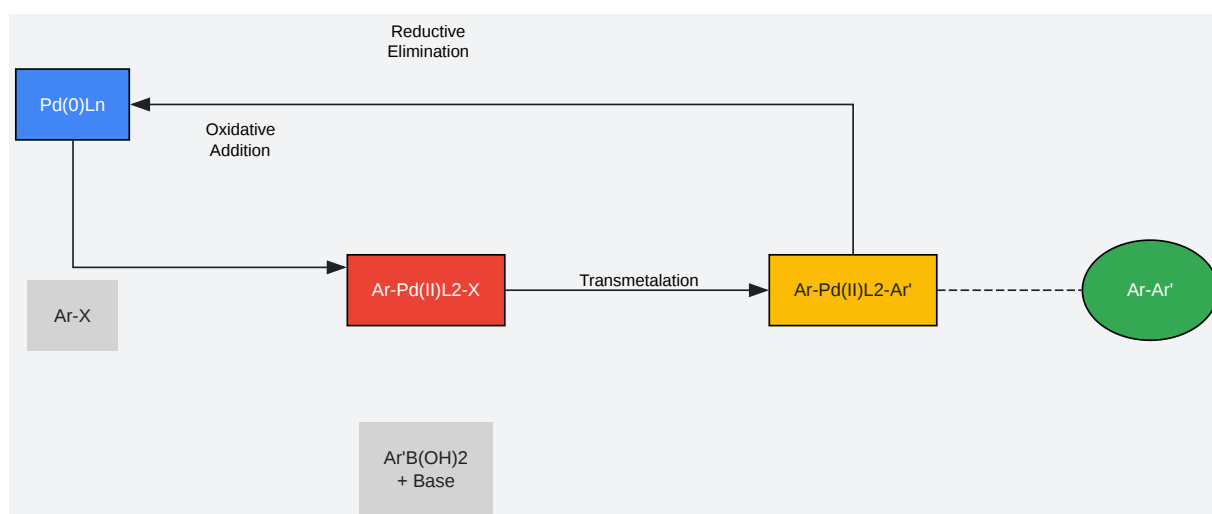 Reductive
Elimination
Pd(0)Ln
Oxidative
Addition
Transmetalation
Ar-Pd(II)L2-X
Ar-Pd(II)L2-Ar'
Ar-Ar'
Ar-X
Ar'B(OH)2
+ Base